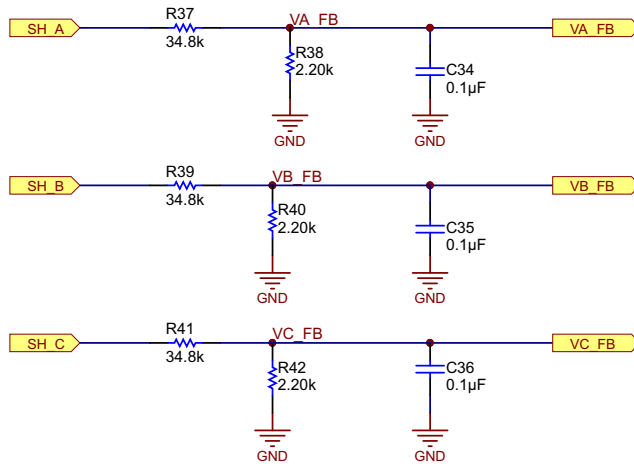 SH_A
R37
34.8k
VA_FB
R38
2.20k
GND
C34
0.1µF
GND
VA_FB
SH_B
R39
34.8k
VB_FB
R40
2.20k
GND
C35
0.1µF
GND
VB_FB
SH_C
R41
34.8k
VC_FB
R42
2.20k
GND
C36
0.1µF
GND
VC_FB